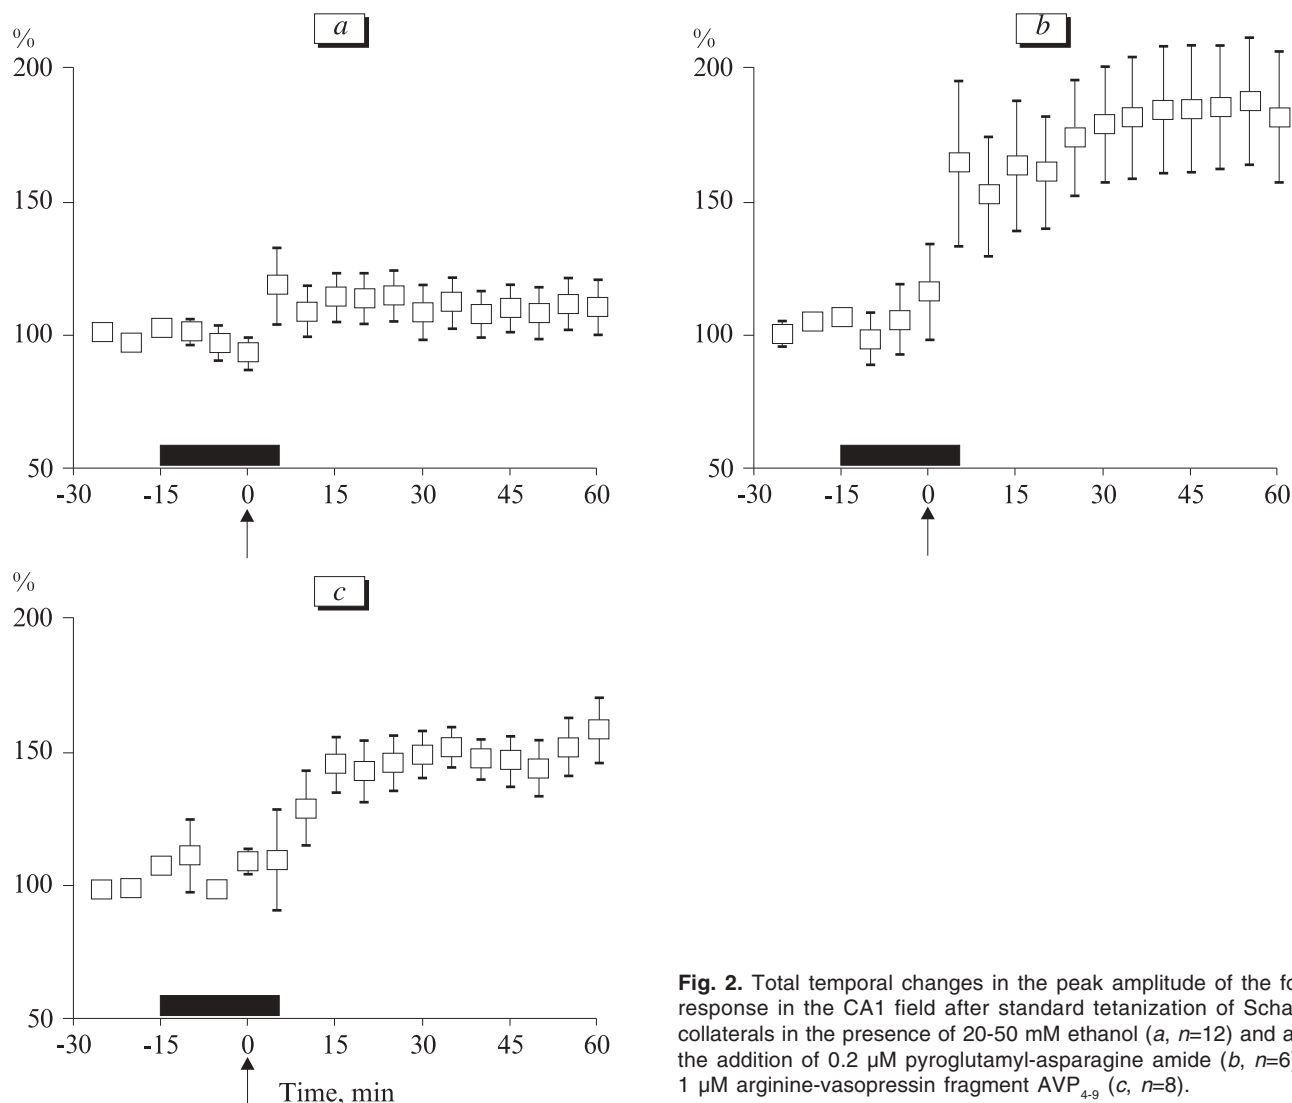 a
%
200
150
100
50
-30 -15 0 15 30 45 60
b
%
200
150
100
50
-30 -15 0 15 30 45 60
c
%
200
150
100
50
-30 -15 0 15 30 45 60
Time, min
Fig. 2. Total temporal changes in the peak amplitude of the
response in the CA1 field after standard tetanization of
collaterals in the presence of 20-50 mM ethanol (a, n=12) and
the addition of 0.2 µM pyroglutamyl-asparagine amide (b, n=6)
1 µM arginine-vasopressin fragment AVP4-9 (c, n=8).